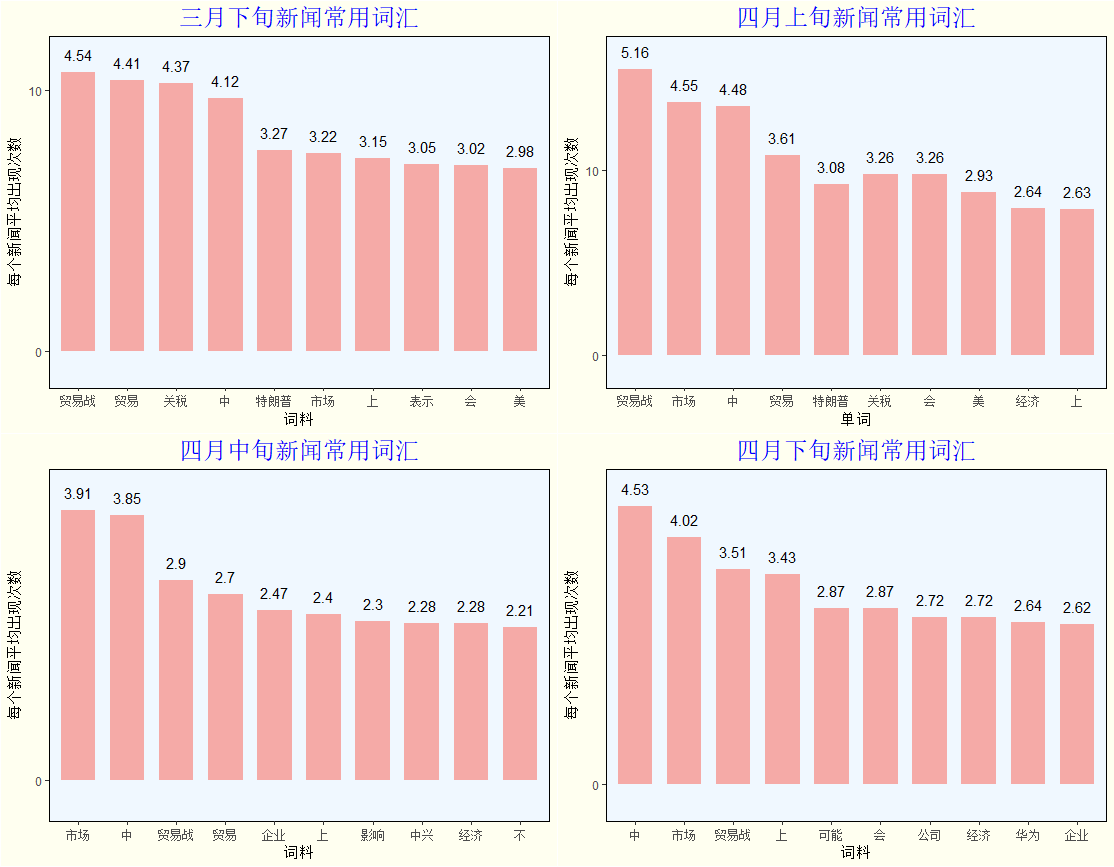 三月下旬新闻常用词汇
每个新闻平均出现次数
10
0
4.54 4.41 4.37 4.12 3.27 3.22 3.15 3.05 3.02 2.98
贸易战 贸易 关税 中 特朗普 市场 上 表示 会 美
词料
四月上旬新闻常用词汇
每个新闻平均出现次数
10
0
5.16 4.55 4.48 3.61 3.08 3.26 3.26 2.93 2.64 2.63
贸易战 市场 中 贸易 特朗普 关税 会 美 经济 上
单词
四月中旬新闻常用词汇
每个新闻平均出现次数
0
3.91 3.85 2.9 2.7 2.47 2.4 2.3 2.28 2.28 2.21
市场 中 贸易战 贸易 企业 上 影响 中兴 经济 不
词料
四月下旬新闻常用词汇
每个新闻平均出现次数
0
4.53 4.02 3.51 3.43 2.87 2.87 2.72 2.72 2.64 2.62
中 市场 贸易战 上 可能 会 公司 经济 华为 企业
词料